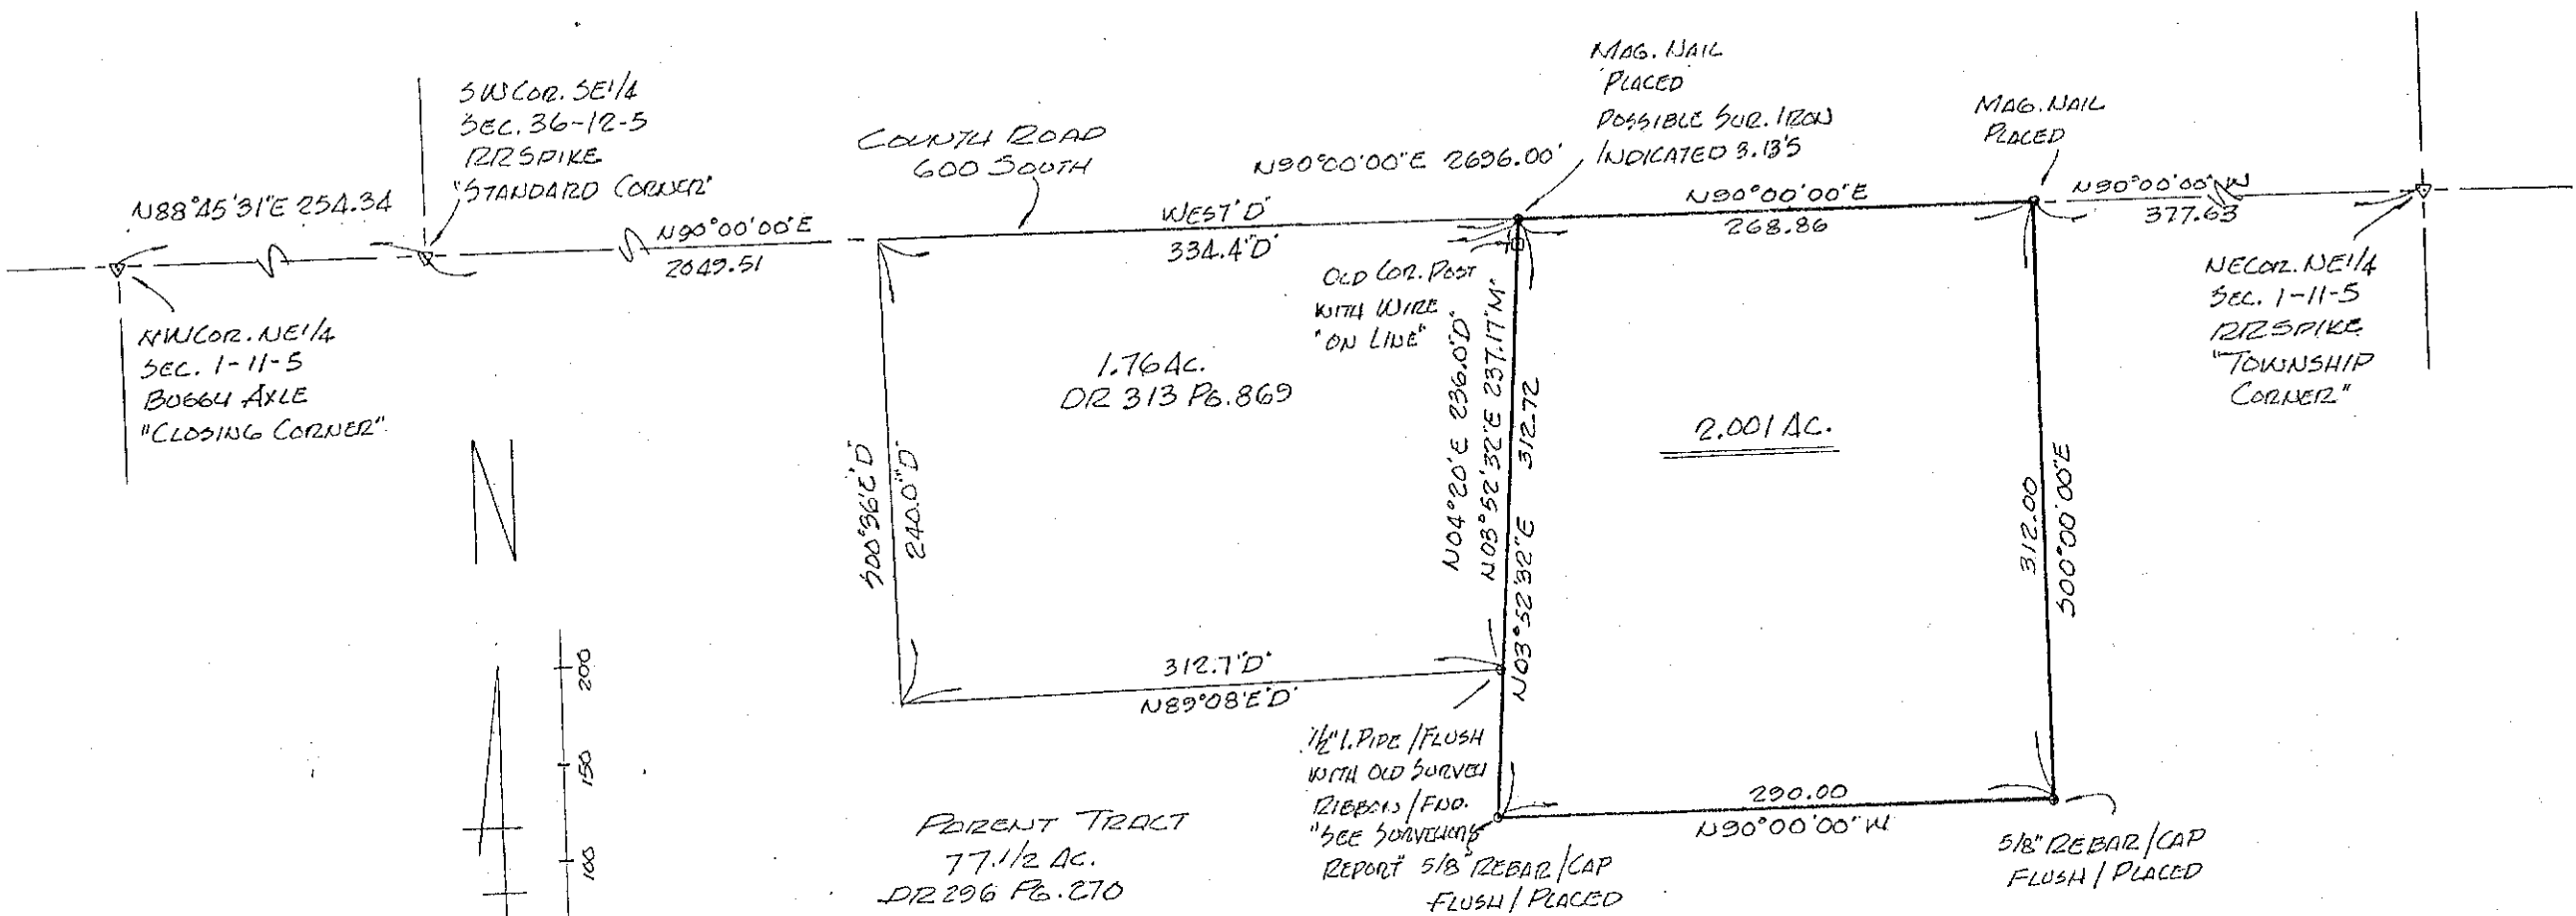 MAG. NAIL
PLACED
POSSIBLE SUR. IRON
INDICATED 3.13'S
MAG. NAIL
PLACED
SW COR. SE1/4
SEC. 36-12-5
RR SPIKE
"STANDARD CORNER"
COUNTY ROAD
600 SOUTH
N90°00'00"E 2696.00'
N88°45'31"E 254.34
N90°00'00"E
2049.51
WEST"D"
334.4"D"
N90°00'00"E
268.86
N90°00'00"W
377.63
NW COR. NE1/4
SEC. 1-11-5
BUGGY AXLE
"CLOSING CORNER"
OLD COR. POST
WITH WIRE
"ON LINE"
NE COR. NE1/4
SEC. 1-11-5
RR SPIKE
"TOWNSHIP
CORNER"
1.76 AC.
DR 313 PG. 869
2.001 AC.
S00°36'E"D"
240.0"D"
N04°20'E 236.0"D"
N03°52'32"E 237.17"M"
N03°52'32"E 312.72
312.00
S00°00'00"E
N
312.7"D"
N89°08'E"D"
1/2" I. PIPE / FLUSH
WITH OLD SURVEY
RIBBON / FND.
"SEE SURVEYORS
REPORT"
290.00
N90°00'00"W
5/8" REBAR / CAP
FLUSH / PLACED
5/8" REBAR / CAP
FLUSH / PLACED
PARENT TRACT
77.1/2 AC.
DR 296 PG. 270
200
150
100